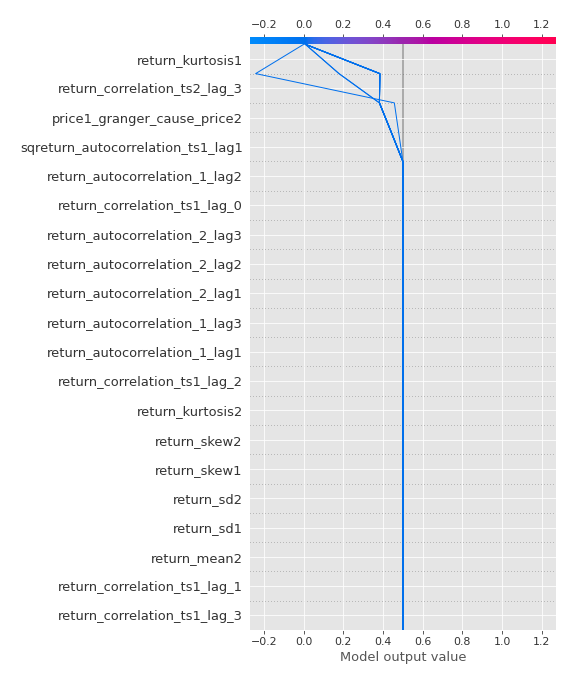 −0.2 0.0 0.2 0.4 0.6 0.8 1.0 1.2
return_kurtosis1
return_correlation_ts2_lag_3
price1_granger_cause_price2
sqreturn_autocorrelation_ts1_lag1
return_autocorrelation_1_lag2
return_correlation_ts1_lag_0
return_autocorrelation_2_lag3
return_autocorrelation_2_lag2
return_autocorrelation_2_lag1
return_autocorrelation_1_lag3
return_autocorrelation_1_lag1
return_correlation_ts1_lag_2
return_kurtosis2
return_skew2
return_skew1
return_sd2
return_sd1
return_mean2
return_correlation_ts1_lag_1
return_correlation_ts1_lag_3
−0.2 0.0 0.2 0.4 0.6 0.8 1.0 1.2
Model output value